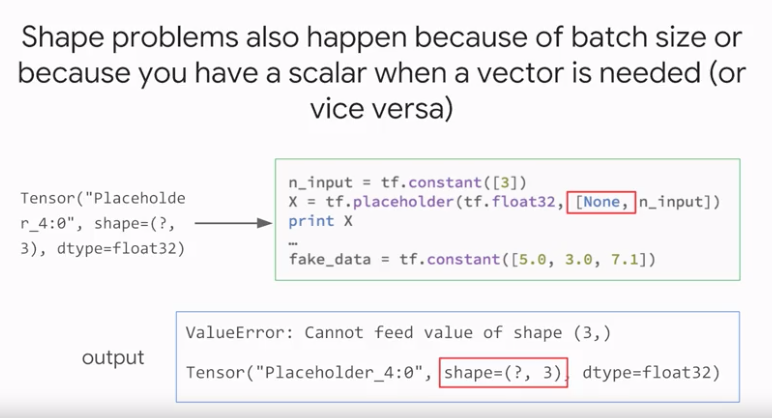 Shape problems also happen because of batch size or
because you have a scalar when a vector is needed (or
vice versa)
Tensor("Placeholde
r_4:0", shape=(?,
3), dtype=float32)
n_input = tf.constant([3])
X = tf.placeholder(tf.float32, [None, n_input])
print X
…
fake_data = tf.constant([5.0, 3.0, 7.1])
output
ValueError: Cannot feed value of shape (3,)
Tensor("Placeholder_4:0", shape=(?, 3), dtype=float32)